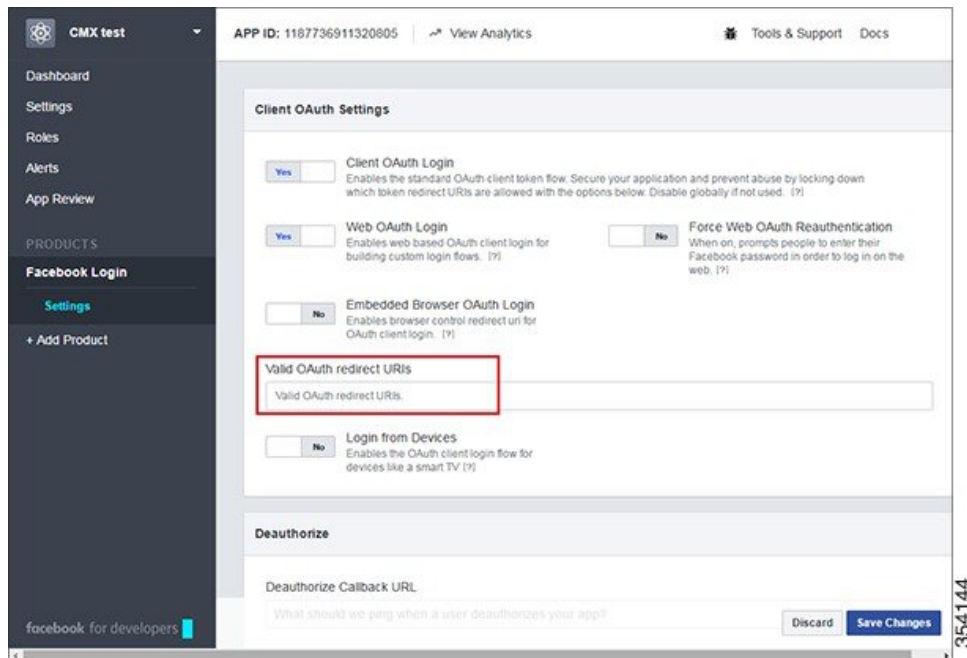 CMX test
APP ID: 1187736911320805
View Analytics
Tools & Support
Docs
Dashboard
Settings
Roles
Alerts
App Review
PRODUCTS
Facebook Login
Settings
+ Add Product
facebook for developers
Client OAuth Settings
Yes
Client OAuth Login
Enables the standard OAuth client token flow. Secure your application and prevent abuse by locking down
which token redirect URIs are allowed with the options below. Disable globally if not used. [?]
Yes
Web OAuth Login
Enables web based OAuth client login for
building custom login flows. [?]
No
Force Web OAuth Reauthentication
When on, prompts people to enter their
Facebook password in order to log in on the
web. [?]
No
Embedded Browser OAuth Login
Enables browser control redirect uri for
OAuth client login. [?]
Valid OAuth redirect URIs
Valid OAuth redirect URIs.
No
Login from Devices
Enables the OAuth client login flow for
devices like a smart TV [?]
Deauthorize
Deauthorize Callback URL
What should we ping when a user deauthorizes your app?
Discard
Save Changes
354144